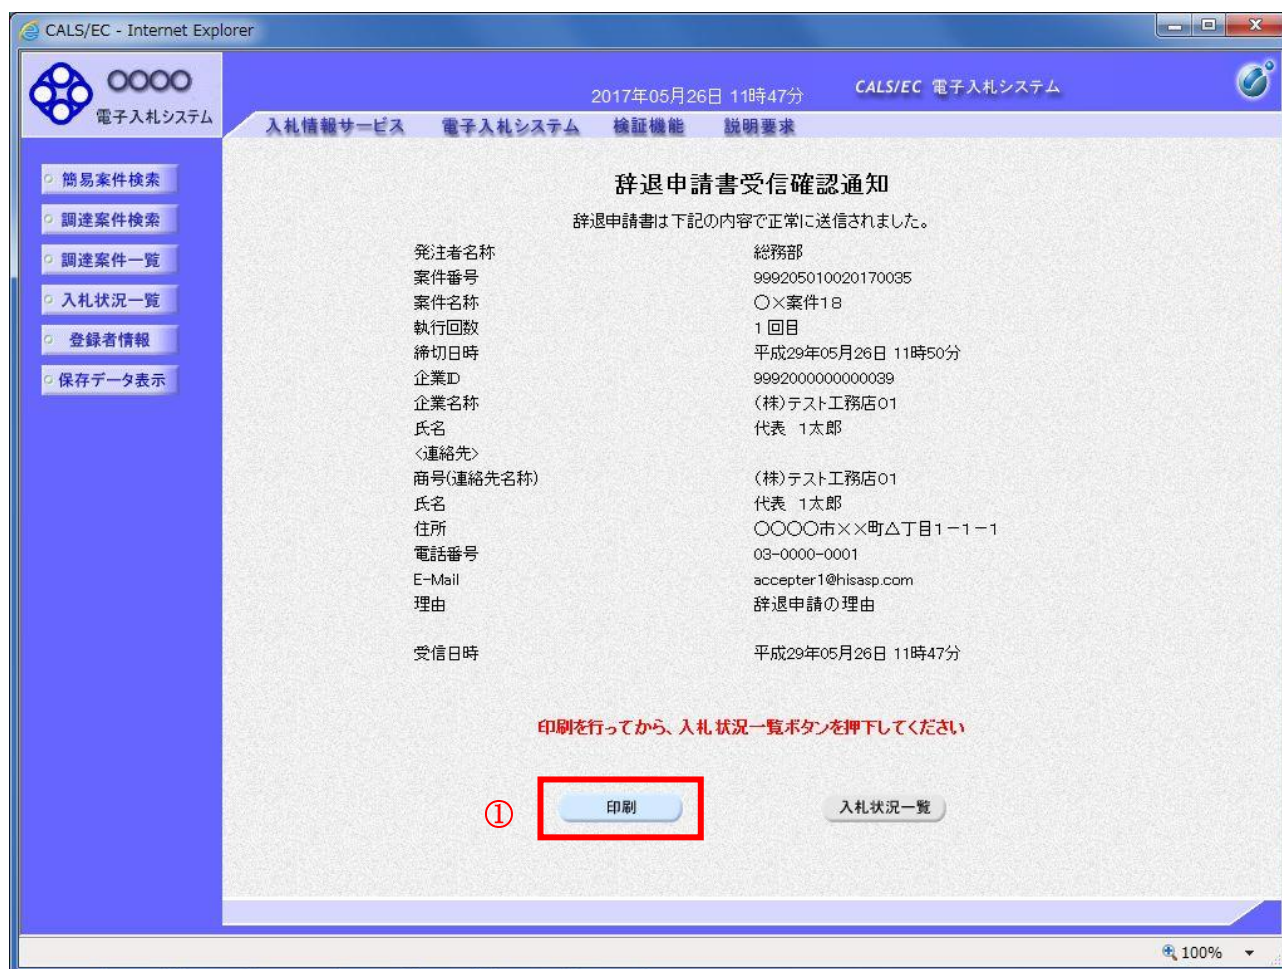 CALS/EC - Internet Explorer
○○○○
電子入札システム
2017年05月26日 11時47分
CALS/EC 電子入札システム
入札情報サービス 電子入札システム 検証機能 説明要求
簡易案件検索
調達案件検索
調達案件一覧
入札状況一覧
登録者情報
保存データ表示
辞退申請書受信確認通知
辞退申請書は下記の内容で正常に送信されました。
発注者名称 総務部
案件番号 999205010020170035
案件名称 ○×案件18
執行回数 1回目
締切日時 平成29年05月26日 11時50分
企業ID 9992000000000039
企業名称 (株)テスト工務店01
氏名 代表 1太郎
<連絡先>
商号(連絡先名称) (株)テスト工務店01
氏名 代表 1太郎
住所 ○○○○市××町△丁目1-1-1
電話番号 03-0000-0001
E-Mail accepter1@hisasp.com
理由 辞退申請の理由
受信日時 平成29年05月26日 11時47分
印刷を行ってから、入札状況一覧ボタンを押下してください
① 印刷 入札状況一覧
100%